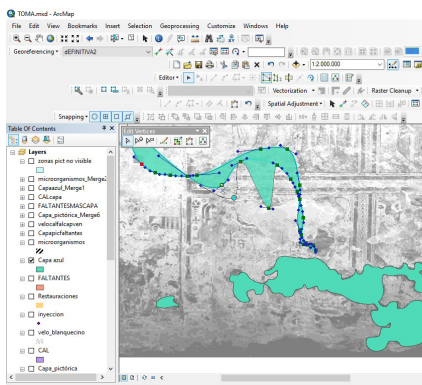 TOMA.mxd - ArcMap
File Edit View Bookmarks Insert Selection Geoprocessing Customize Windows Help
Georeferencing dEFINITIVA2
1:2.000.000
Editor
Vectorization Raster Cleanup
Spatial Adjustment
Snapping
Table Of Contents
Edit Vertices
Layers
zonas pict no visible
microorganismos_Merge2
Capaazul_Merge1
CALcapa
FALTANTESMASCAPA
Capa_pictórica_Merge6
velocalfalcapven
Capapicfaltantes
microorganismos
Capa azul
FALTANTES
Restauraciones
inyeccion
velo_blanquecino
CAL
Capa_pictórica